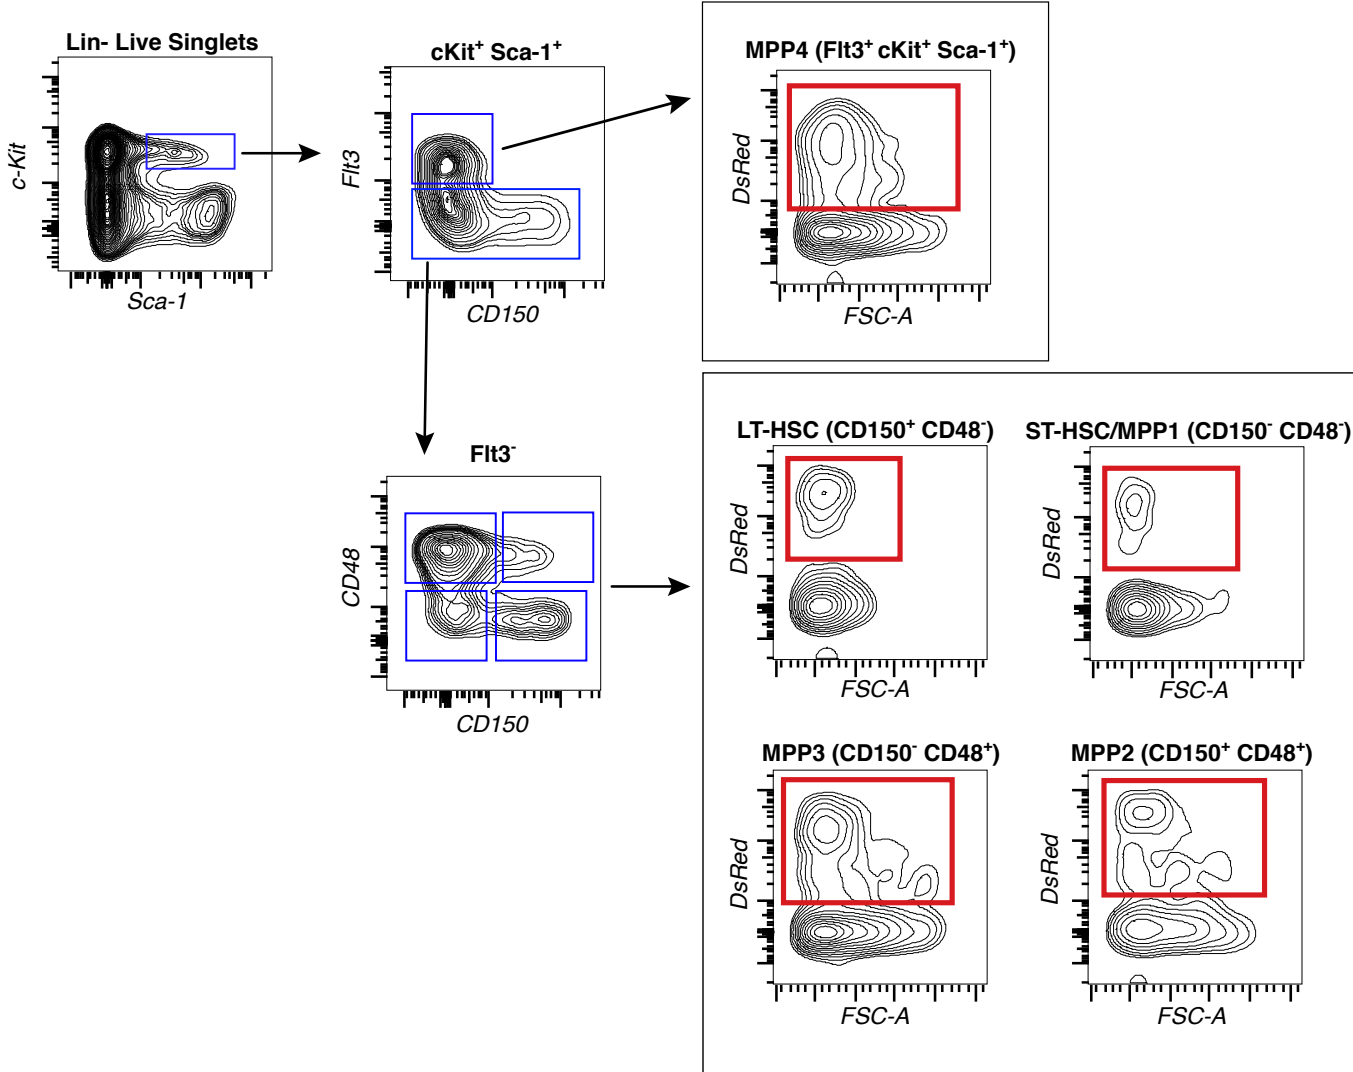 Lin- Live Singlets
c-Kit
Sca-1
cKit⁺ Sca-1⁺
Flt3
CD150
MPP4 (Flt3⁺ cKit⁺ Sca-1⁺)
DsRed
FSC-A
Flt3⁻
CD48
CD150
LT-HSC (CD150⁺ CD48⁻)
DsRed
FSC-A
ST-HSC/MPP1 (CD150⁻ CD48⁻)
DsRed
FSC-A
MPP3 (CD150⁻ CD48⁺)
DsRed
FSC-A
MPP2 (CD150⁺ CD48⁺)
DsRed
FSC-A